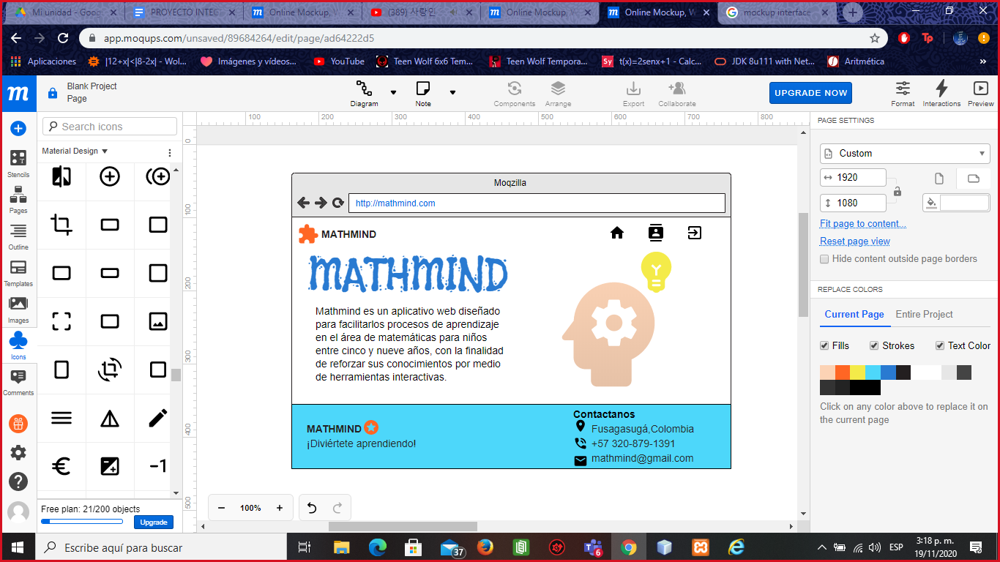 Mi unidad - Goog
PROYECTO INTEG
Online Mockup, W
(389) 사랑인
Online Mockup, W
Online Mockup, W
mockup interface
app.moqups.com/unsaved/89684264/edit/page/ad64222d5
Aplicaciones
|12+x|<|8-2x| - Wol...
Imágenes y vídeos...
YouTube
Teen Wolf 6x6 Tem...
Teen Wolf Tempora...
Sy
t(x)=2senx+1 - Calc...
JDK 8u111 with Net...
Aritmética
»
m
Blank Project
Page
Diagram
Note
Components
Arrange
Export
Collaborate
UPGRADE NOW
Format
Interactions
Preview
Stencils
Pages
Outline
Templates
Images
Icons
Comments
Search icons
Material Design
Free plan: 21/200 objects
Upgrade
100 200 300 400 500 600 700 800
0
100
200
300
400
500
Moqzilla
http://mathmind.com
MATHMIND
MATHMIND
Mathmind es un aplicativo web diseñado
para facilitarlos procesos de aprendizaje
en el área de matemáticas para niños
entre cinco y nueve años, con la finalidad
de reforzar sus conocimientos por medio
de herramientas interactivas.
MATHMIND
¡Diviértete aprendiendo!
Contactanos
Fusagasugá,Colombia
+57 320-879-1391
mathmind@gmail.com
100%
PAGE SETTINGS
Custom
1920
1080
Fit page to content...
Reset page view
Hide content outside page borders
REPLACE COLORS
Current Page
Entire Project
Fills
Strokes
Text Color
Click on any color above to replace it on
the current page
Escribe aquí para buscar
37
6
ESP
3:18 p. m.
19/11/2020